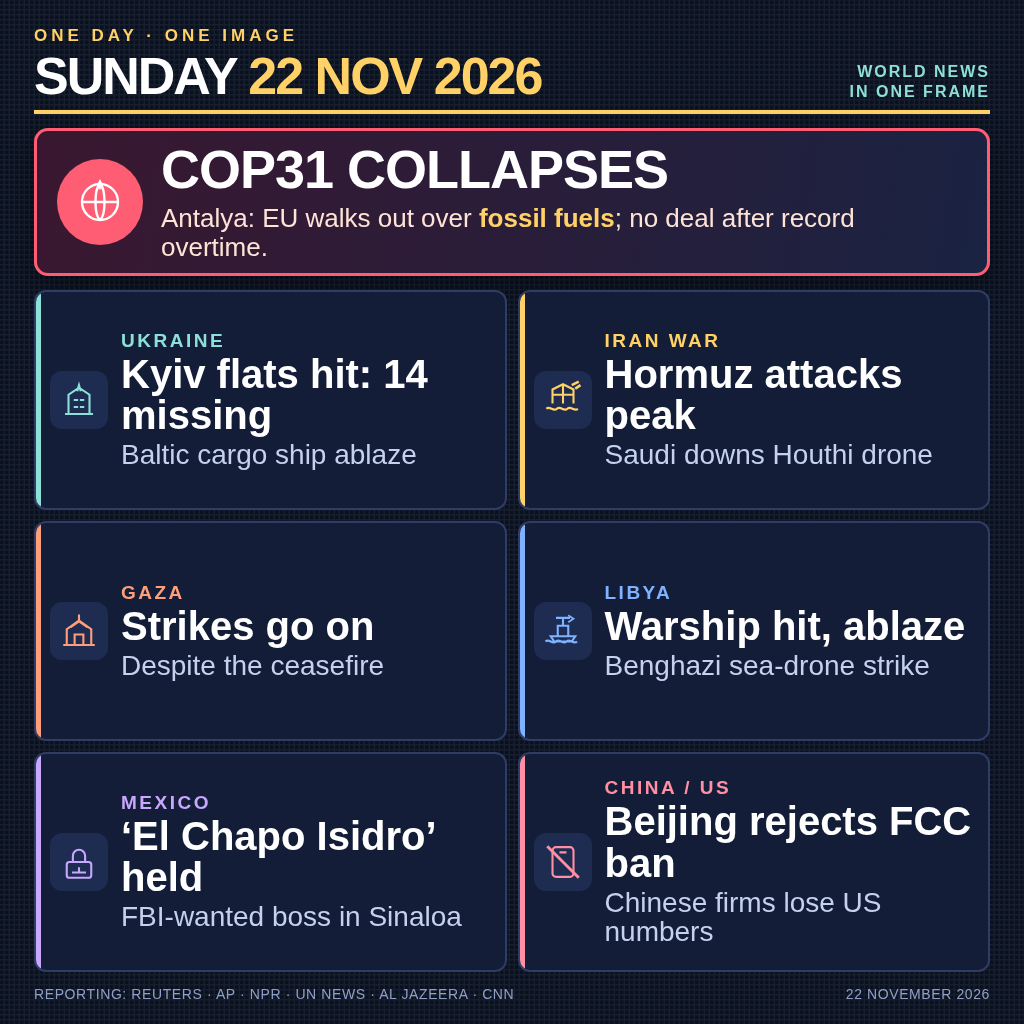 ONE DAY · ONE IMAGE
SUNDAY 22 NOV 2026
WORLD NEWS
IN ONE FRAME
COP31 COLLAPSES
Antalya: EU walks out over fossil fuels; no deal after record
overtime.
UKRAINE
Kyiv flats hit: 14
missing
Baltic cargo ship ablaze
IRAN WAR
Hormuz attacks
peak
Saudi downs Houthi drone
GAZA
Strikes go on
Despite the ceasefire
LIBYA
Warship hit, ablaze
Benghazi sea-drone strike
MEXICO
‘El Chapo Isidro’
held
FBI-wanted boss in Sinaloa
CHINA / US
Beijing rejects FCC
ban
Chinese firms lose US
numbers
REPORTING: REUTERS · AP · NPR · UN NEWS · AL JAZEERA · CNN
22 NOVEMBER 2026